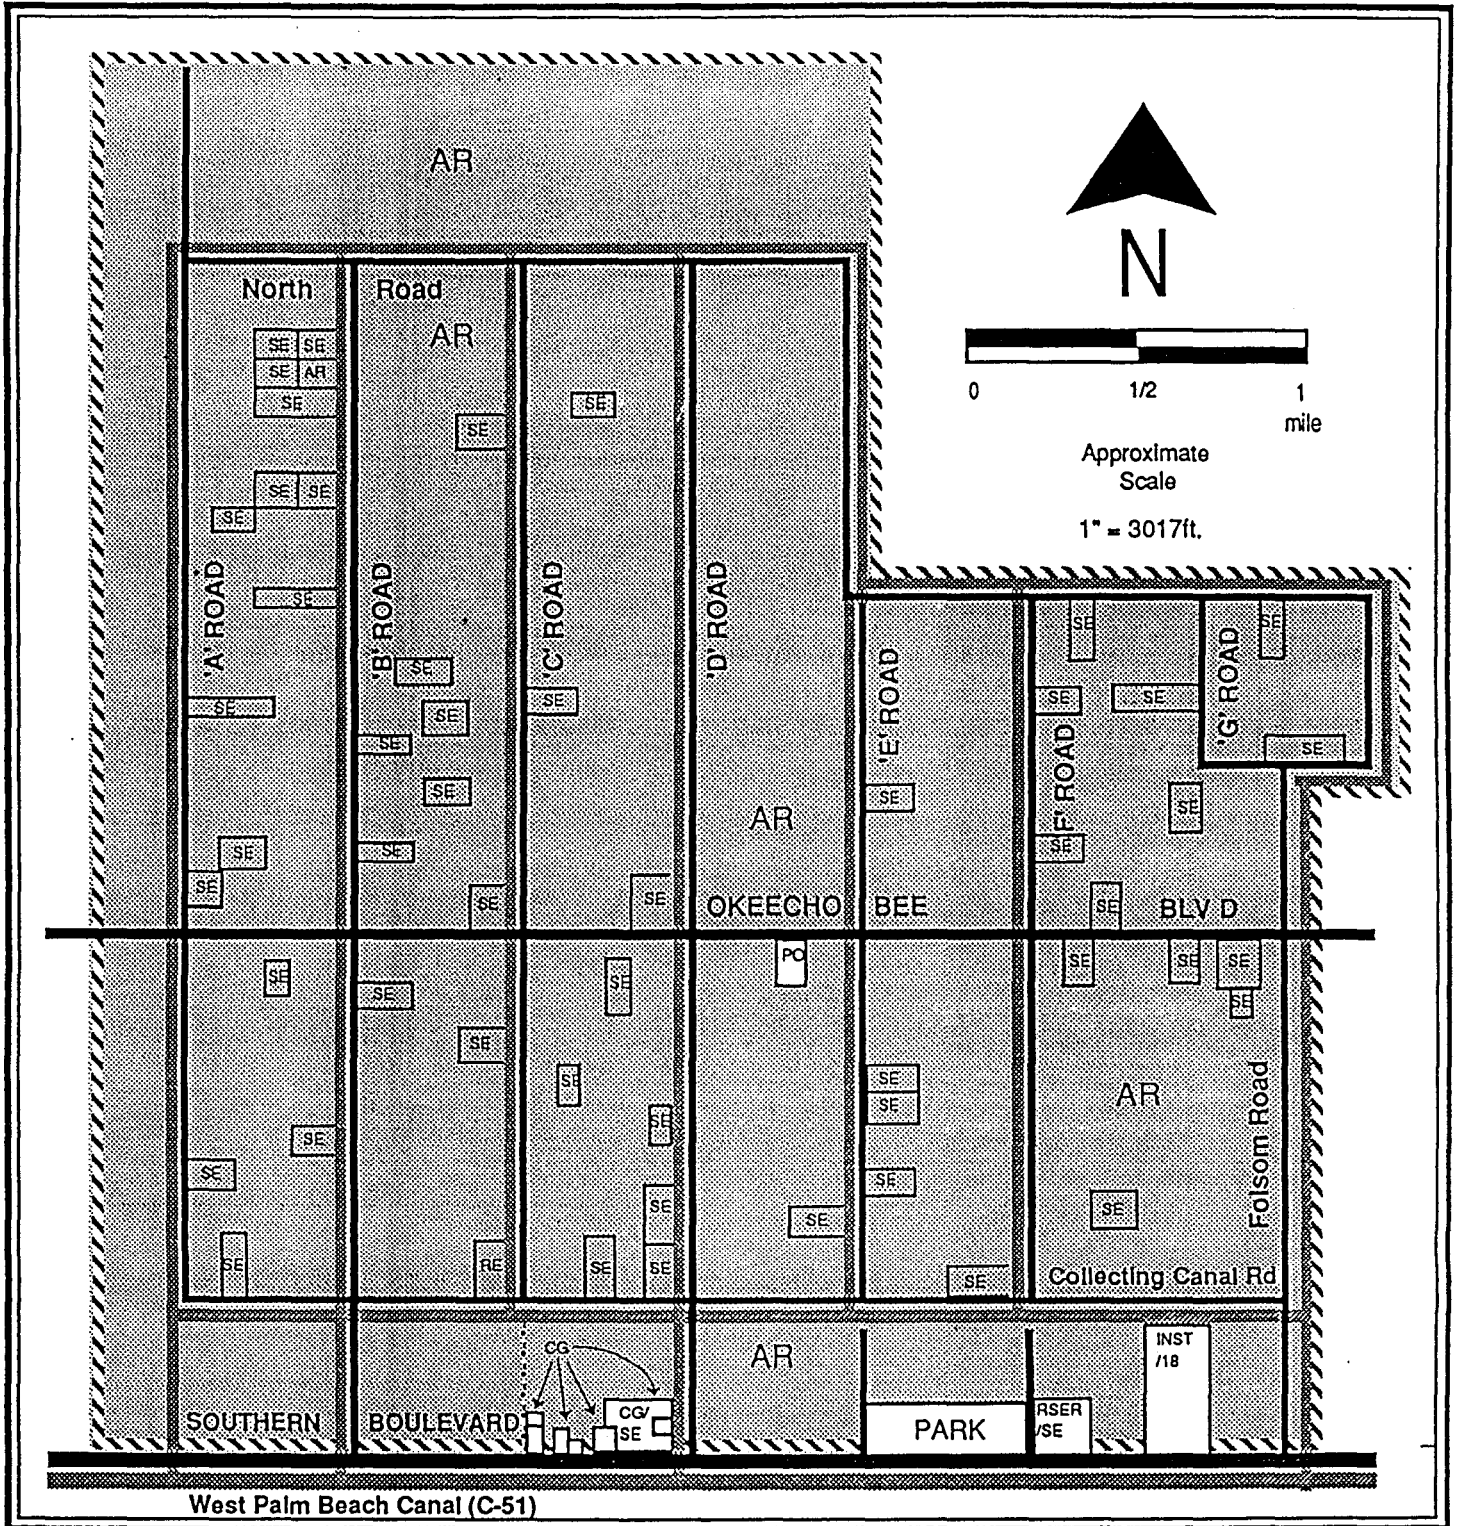 AR
N
0 1/2 1
mile
Approximate
Scale
1" = 3017ft.
North Road
AR
SE SE
SE AR
SE
SE
SE
SE SE
SE
SE
'A' ROAD
'B' ROAD
'C' ROAD
'D' ROAD
'E' ROAD
'F' ROAD
'G' ROAD
SE
SE
SE
SE
SE
SE
SE
SE
SE
SE
SE
SE
SE
SE
AR
SE
SE
SE
SE
SE
SE
SE
SE
OKEECHO BEE BLV D
PO
SE
SE
SE
SE
SE
SE
SE
SE
SE
SE
SE
SE
SE
AR
Folsom Road
SE
SE
SE
SE
SE
SE
SE
RE
SE
SE
SE
Collecting Canal Rd
CG
AR
INST
/18
SOUTHERN BOULEVARD
CG/
SE
PARK
RSER
/SE
West Palm Beach Canal (C-51)